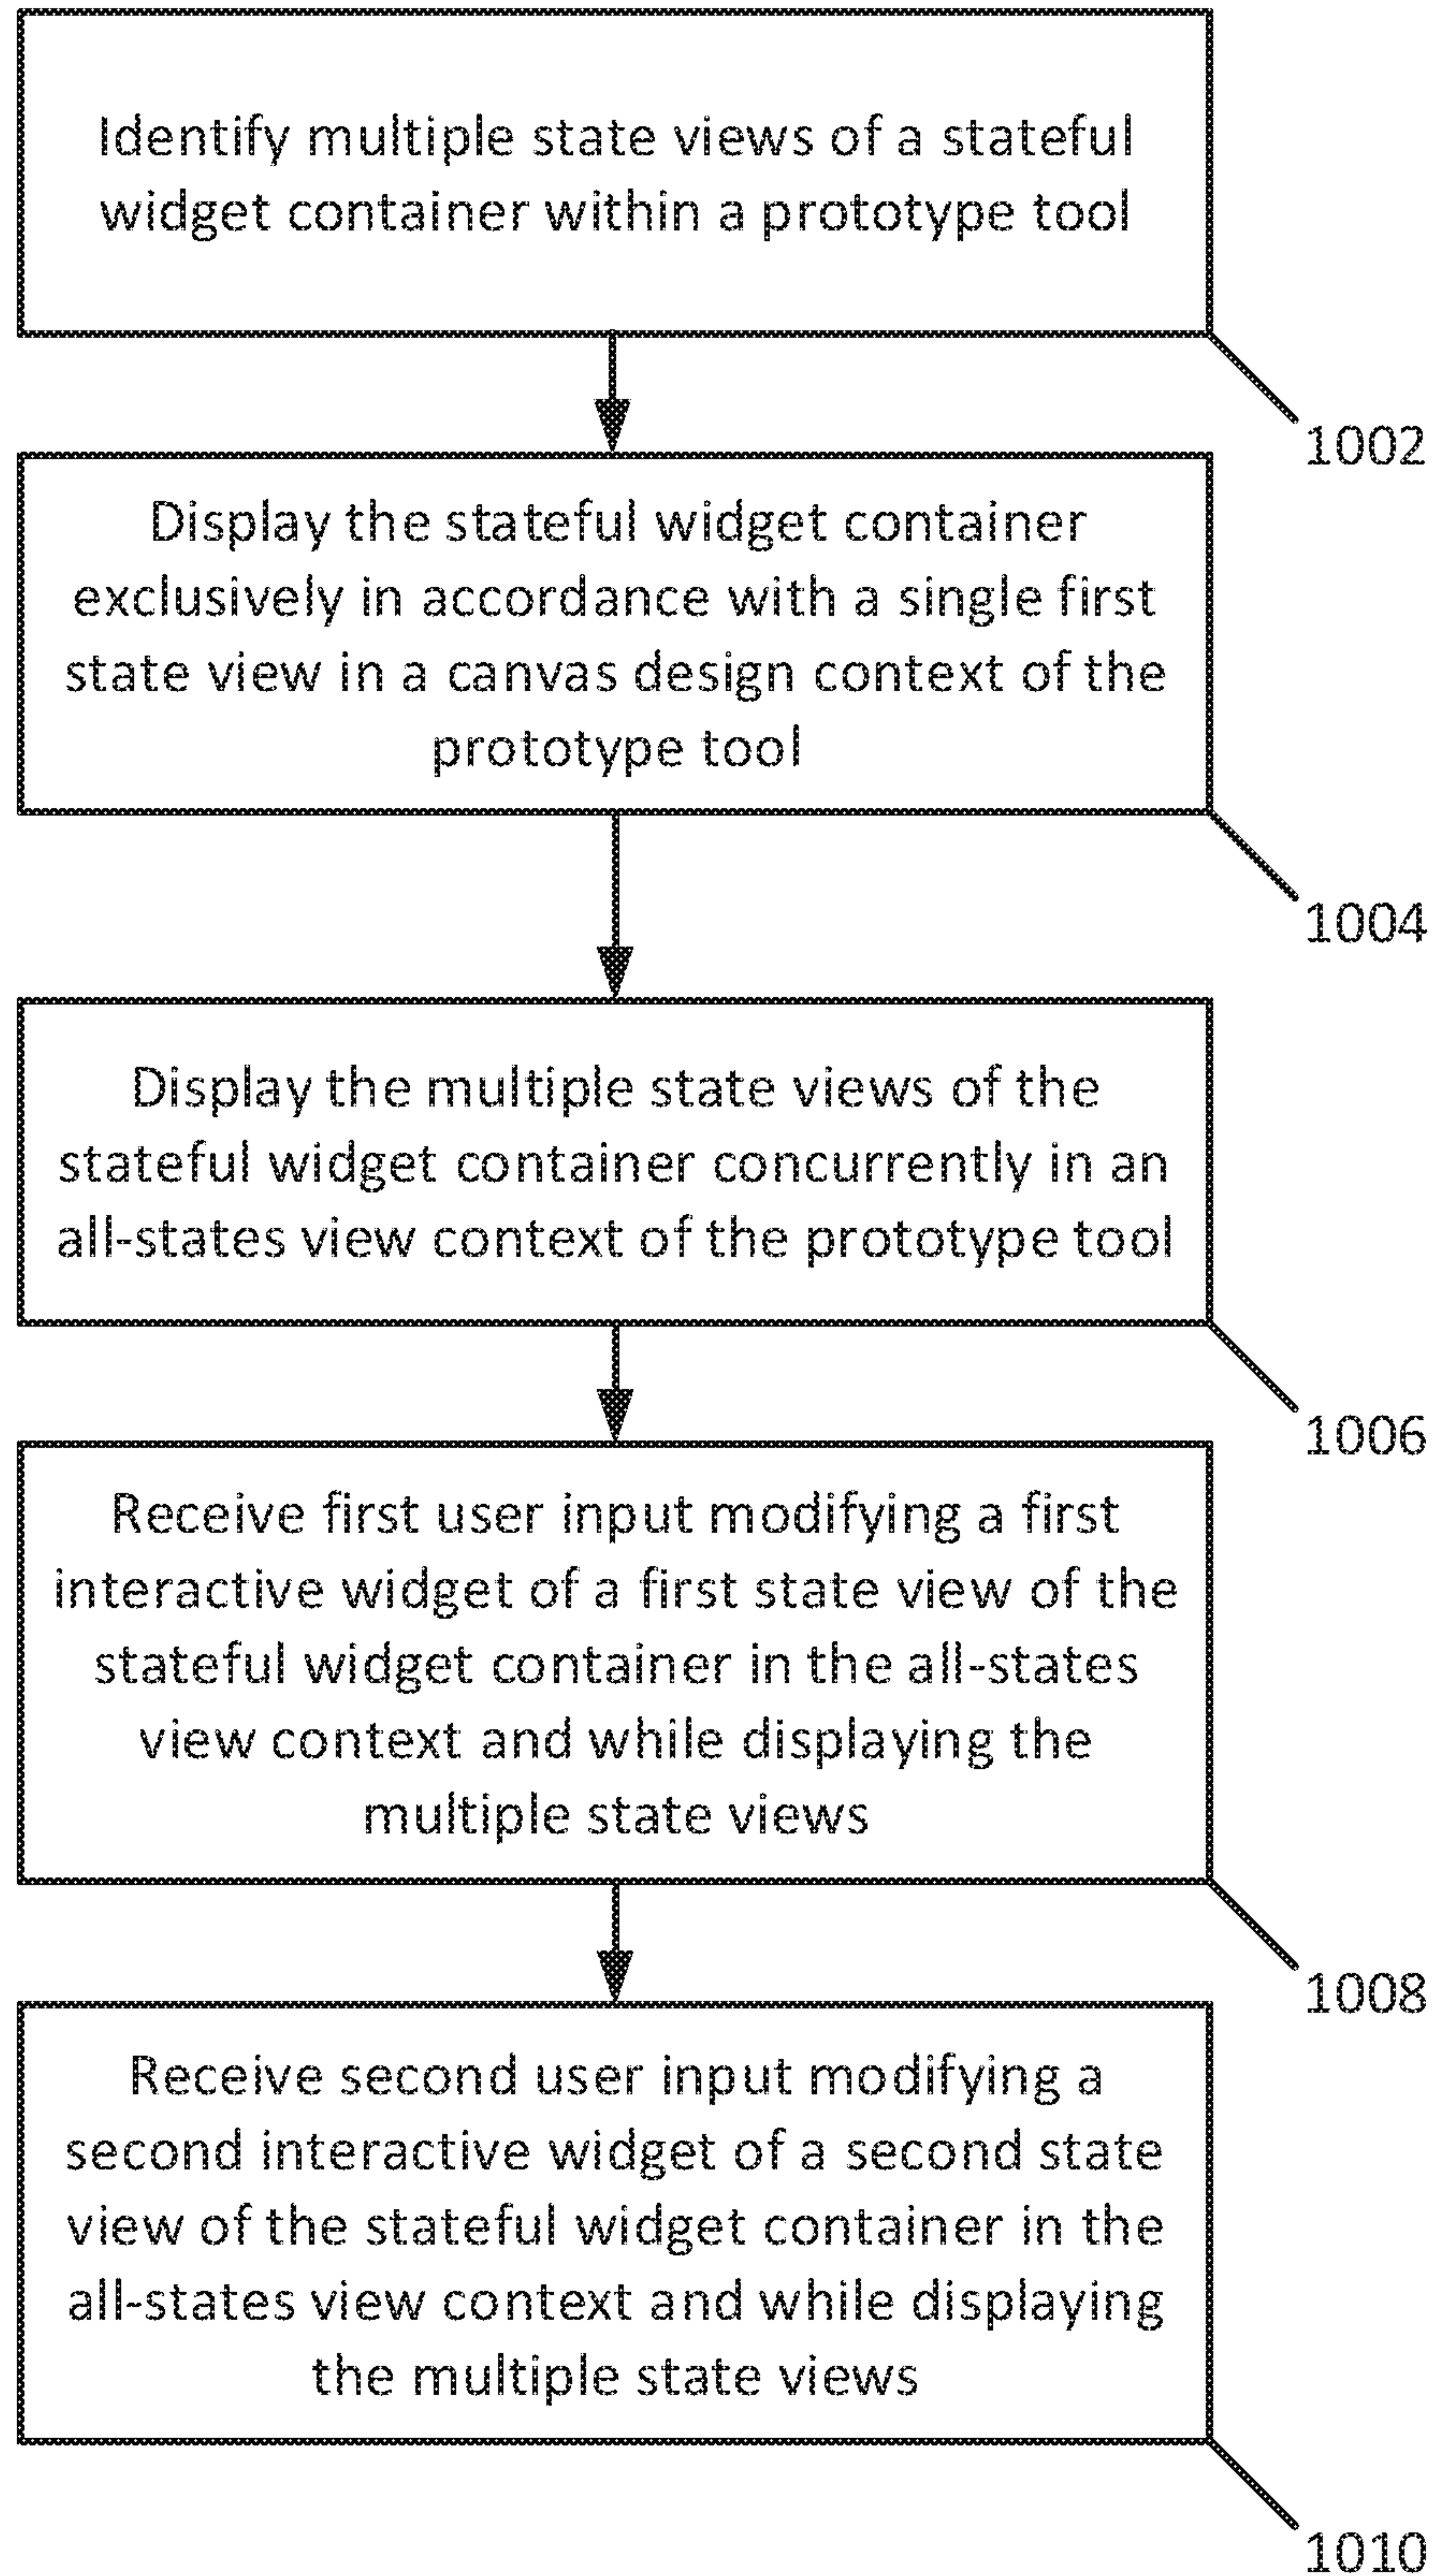 Identify multiple state views of a stateful
widget container within a prototype tool
1002
Display the stateful widget container
exclusively in accordance with a single first
state view in a canvas design context of the
prototype tool
1004
Display the multiple state views of the
stateful widget container concurrently in an
all-states view context of the prototype tool
1006
Receive first user input modifying a first
interactive widget of a first state view of the
stateful widget container in the all-states
view context and while displaying the
multiple state views
1008
Receive second user input modifying a
second interactive widget of a second state
view of the stateful widget container in the
all-states view context and while displaying
the multiple state views
1010